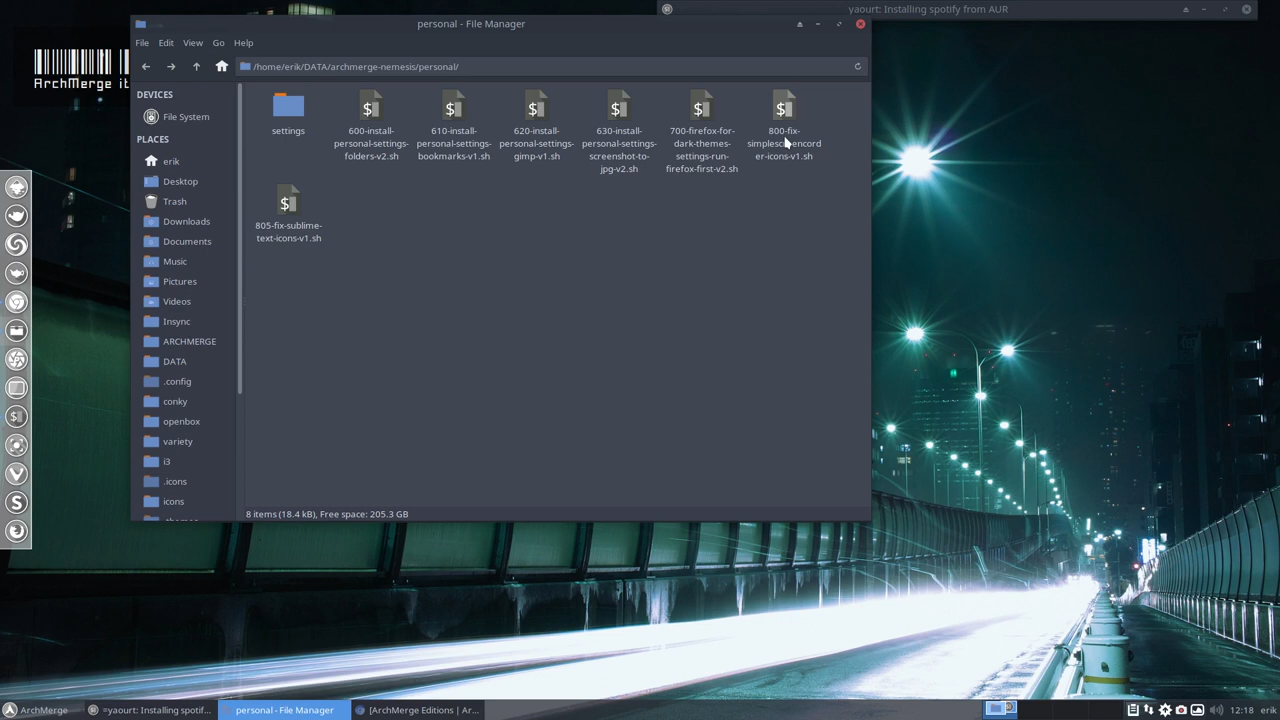 yaourt: Installing spotify from AUR
personal - File Manager
File Edit View Go Help
ArchMerge it
/home/erik/DATA/archmerge-nemesis/personal/
DEVICES
File System
PLACES
erik
Desktop
Trash
Downloads
Documents
Music
Pictures
Videos
Insync
ARCHMERGE
DATA
.config
conky
openbox
variety
i3
.icons
icons
settings
600-install-
personal-settings-
folders-v2.sh
610-install-
personal-settings-
bookmarks-v1.sh
620-install-
personal-settings-
gimp-v1.sh
630-install-
personal-settings-
screenshot-to-
jpg-v2.sh
700-firefox-for-
dark-themes-
settings-run-
firefox-first-v2.sh
800-fix-
er-icons-v1.sh
805-fix-sublime-
text-icons-v1.sh
8 items (18.4 kB), Free space: 205.3 GB
ArchMerge
=yaourt: Installing spotif...
personal - File Manager
[ArchMerge Editions | Ar...
12:18 erik